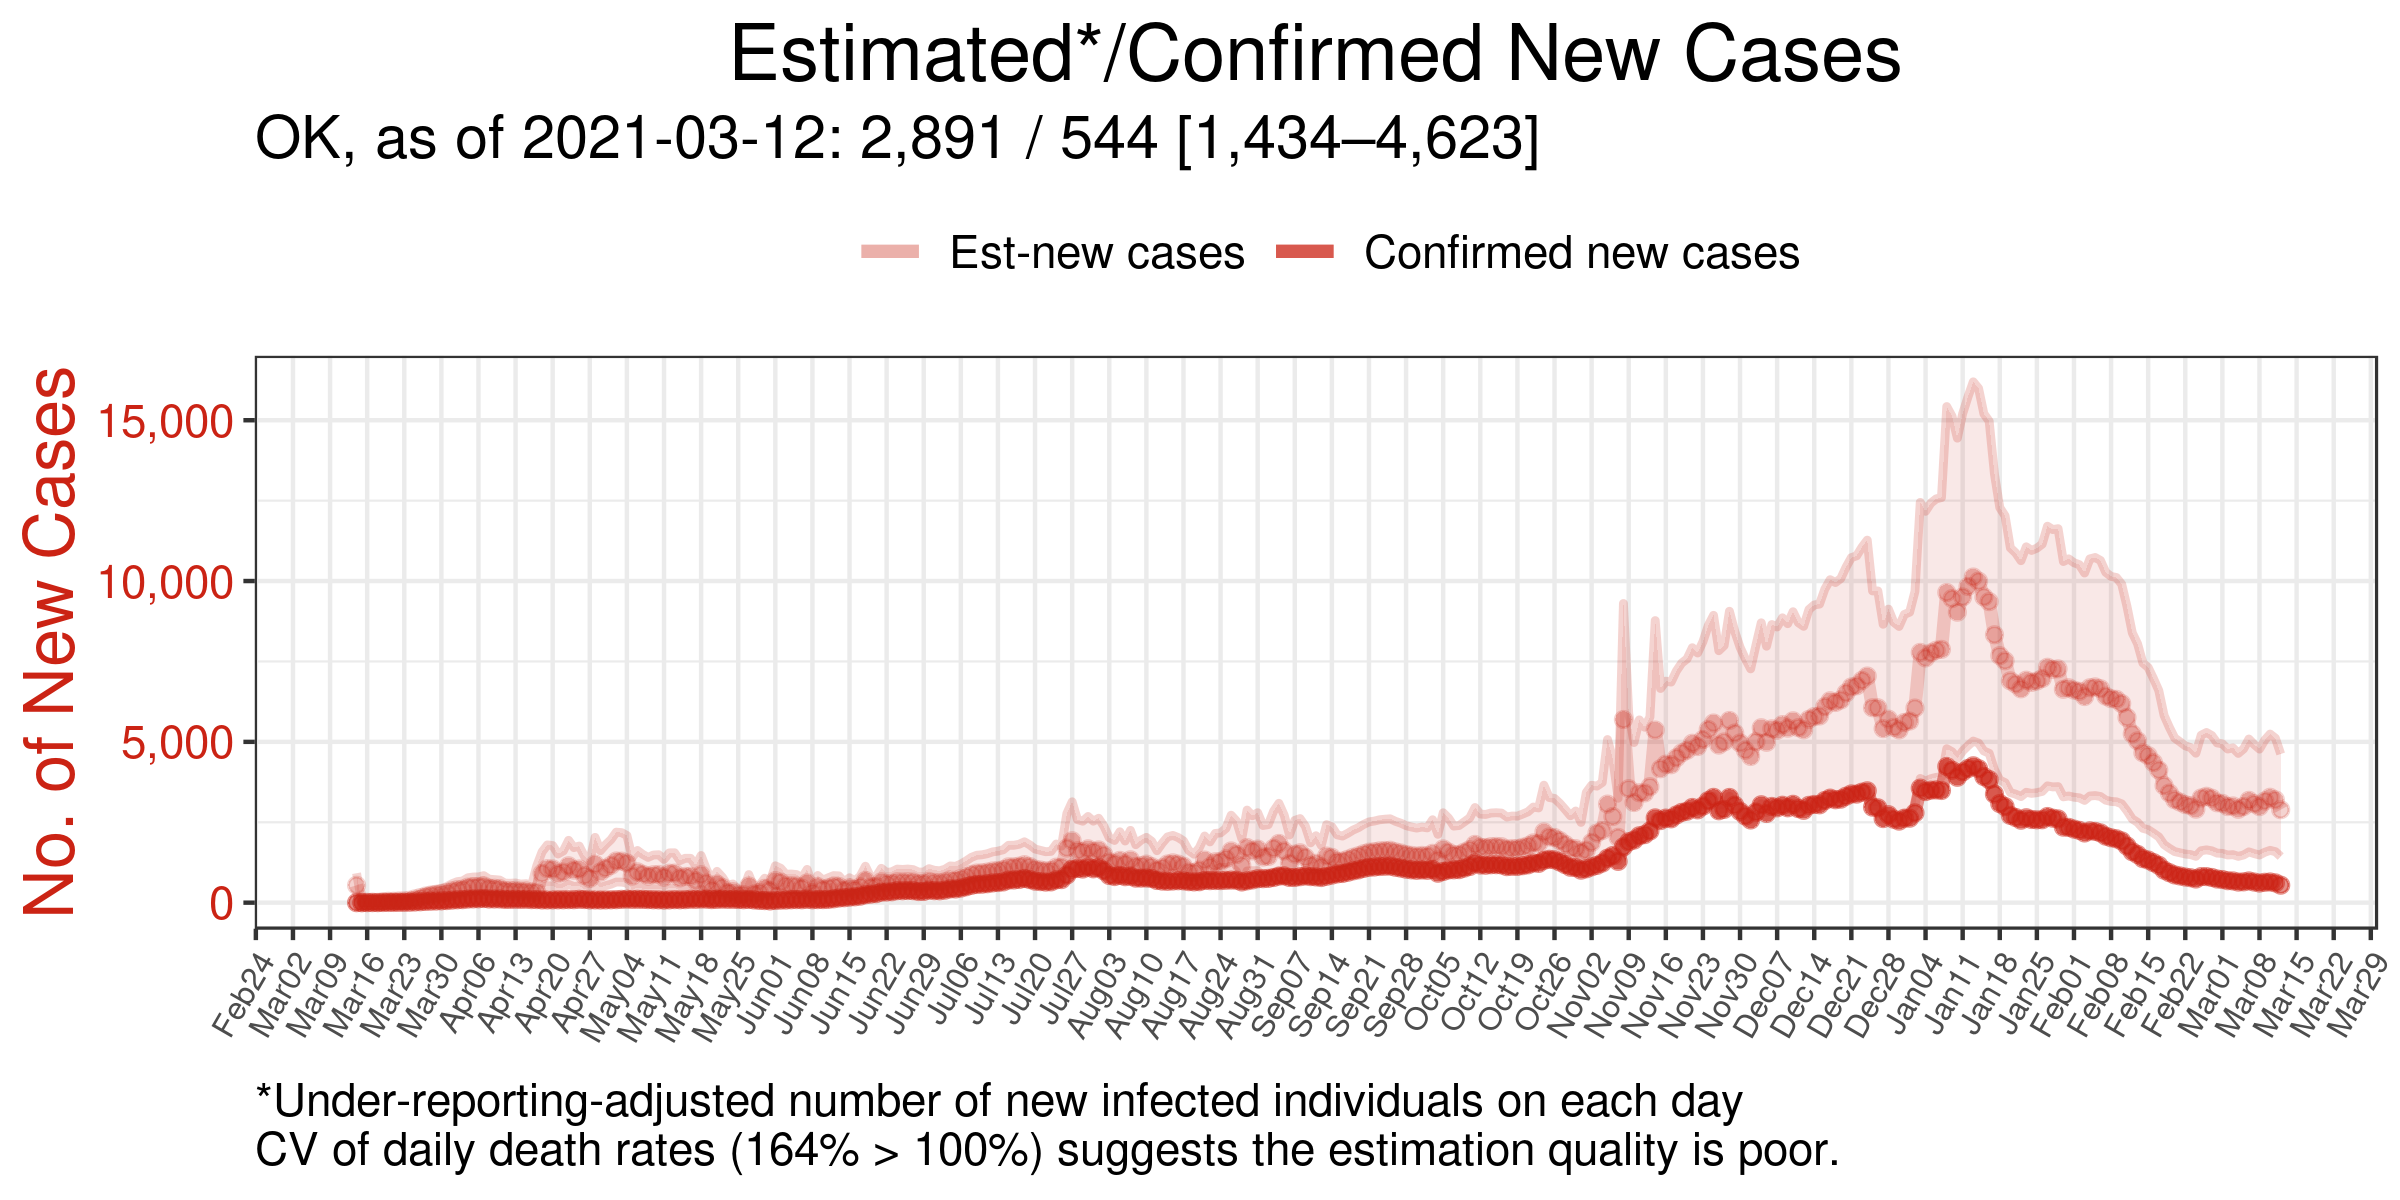 Estimated*/Confirmed New Cases
OK, as of 2021-03-12: 2,891 / 544 [1,434–4,623]
Est-new cases
Confirmed new cases
No. of New Cases
15,000
10,000
5,000
0
Feb24
Mar02
Mar09
Mar16
Mar23
Mar30
Apr06
Apr13
Apr20
Apr27
May04
May11
May18
May25
Jun01
Jun08
Jun15
Jun22
Jun29
Jul06
Jul13
Jul20
Jul27
Aug03
Aug10
Aug17
Aug24
Aug31
Sep07
Sep14
Sep21
Sep28
Oct05
Oct12
Oct19
Oct26
Nov02
Nov09
Nov16
Nov23
Nov30
Dec07
Dec14
Dec21
Dec28
Jan04
Jan11
Jan18
Jan25
Feb01
Feb08
Feb15
Feb22
Mar01
Mar08
Mar15
Mar22
Mar29
*Under-reporting-adjusted number of new infected individuals on each day
CV of daily death rates (164% > 100%) suggests the estimation quality is poor.